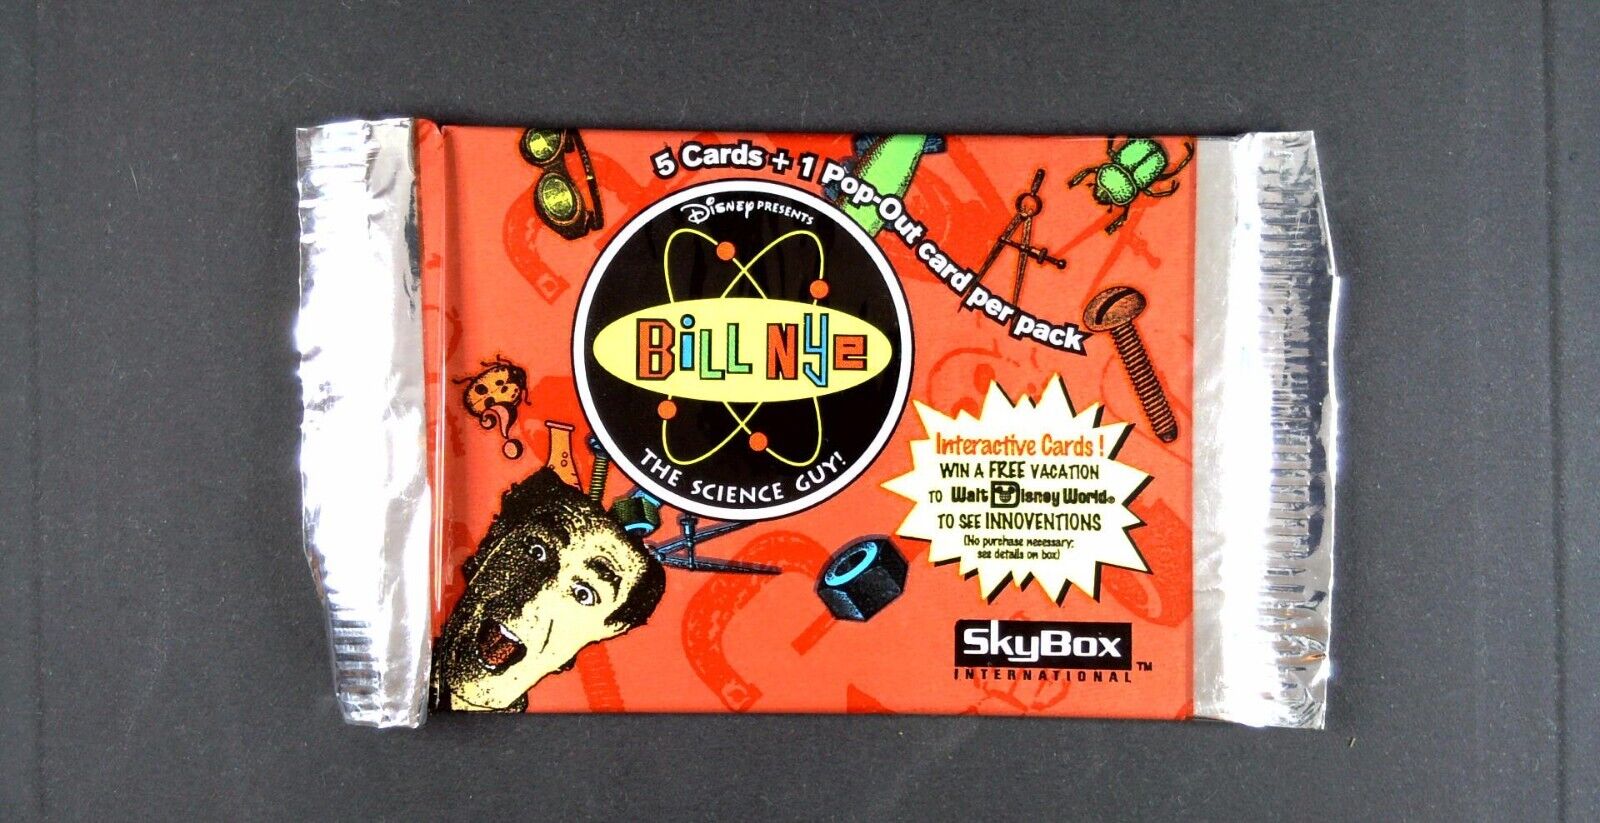 5 Cards + 1 Pop-Out card per pack
Disney PRESENTS
BiLL NYe
THE SCIENCE GUY!
Interactive Cards!
WIN A FREE VACATION
TO Walt Disney World®
TO SEE INNOVENTIONS
(No purchase necessary:
see details on box)
SkyBox
INTERNATIONAL™